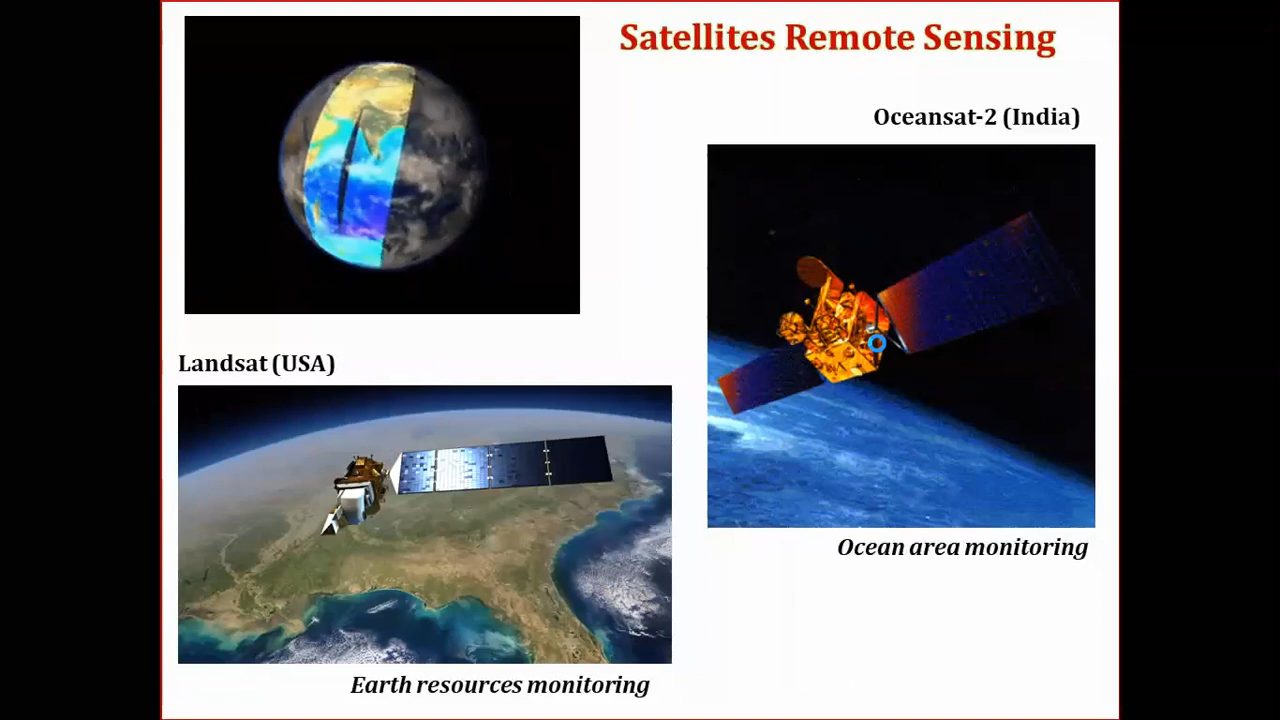 Satellites Remote Sensing
Oceansat-2 (India)
Landsat (USA)
Ocean area monitoring
Earth resources monitoring